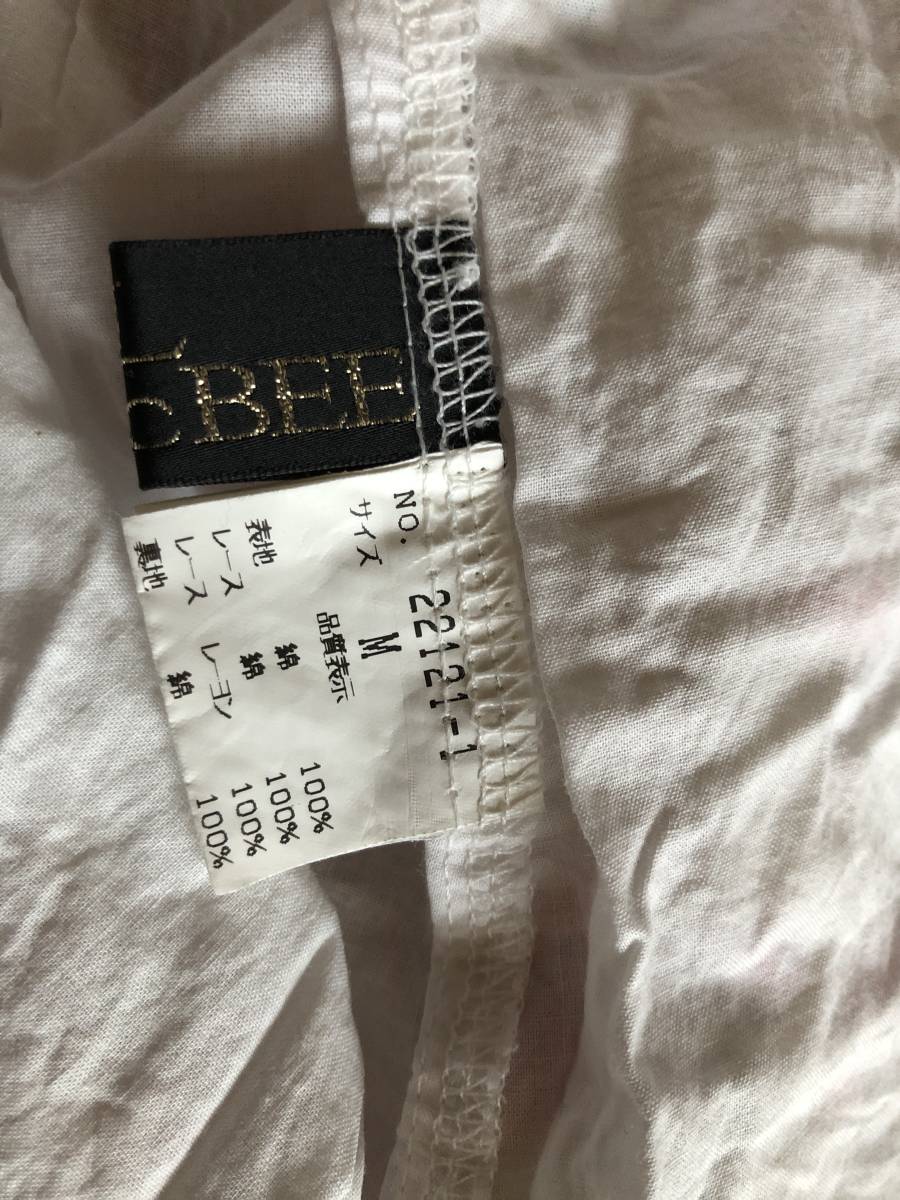 BEE
NO. 22121-1
サイズ M
品質表示
表地 綿 100%
レース 綿 100%
レース レーヨン 100%
裏地 綿 100%